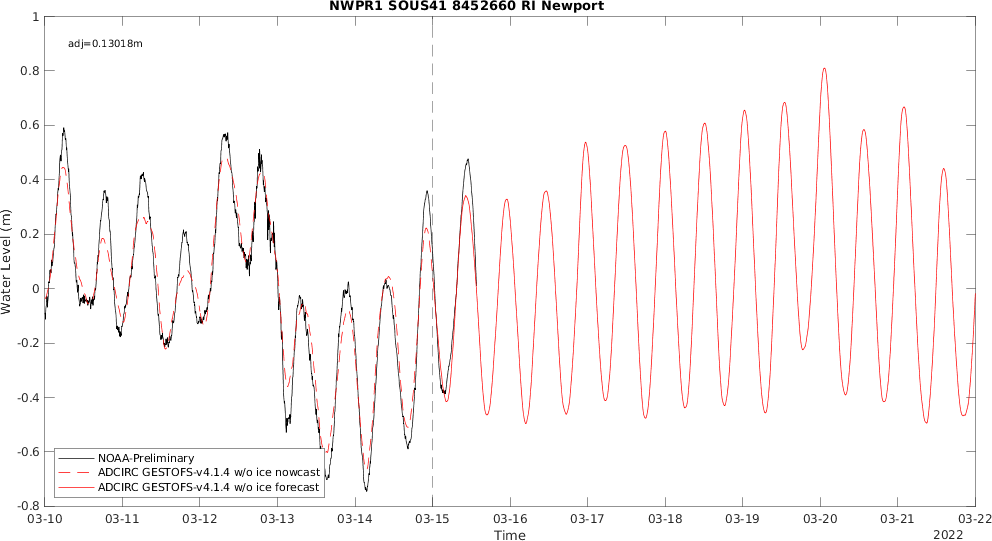 NWPR1 SOUS41 8452660 RI Newport
adj=0.13018m
1
0.8
0.6
0.4
0.2
0
-0.2
-0.4
-0.6
-0.8
Water Level (m)
NOAA-Preliminary
ADCIRC GESTOFS-v4.1.4 w/o ice nowcast
ADCIRC GESTOFS-v4.1.4 w/o ice forecast
03-10 03-11 03-12 03-13 03-14 03-15 03-16 03-17 03-18 03-19 03-20 03-21 03-22
Time
2022